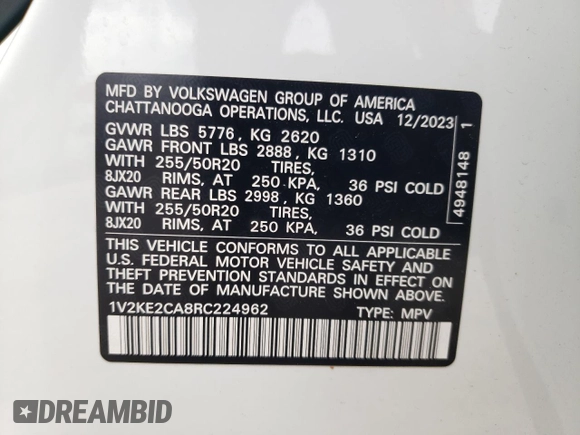 MFD BY VOLKSWAGEN GROUP OF AMERICA
CHATTANOOGA OPERATIONS, LLC. USA 12/2023
GVWR LBS 5776, KG 2620
GAWR FRONT LBS 2888, KG 1310
WITH 255/50R20 TIRES,
8JX20 RIMS, AT 250 KPA, 36 PSI COLD
GAWR REAR LBS 2998, KG 1360
WITH 255/50R20 TIRES,
8JX20 RIMS, AT 250 KPA, 36 PSI COLD
THIS VEHICLE CONFORMS TO ALL APPLICABLE
U.S. FEDERAL MOTOR VEHICLE SAFETY AND
THEFT PREVENTION STANDARDS IN EFFECT ON
THE DATE OF MANUFACTURE SHOWN ABOVE.
1V2KE2CA8RC224962 TYPE: MPV
4948148 1
DREAMBID